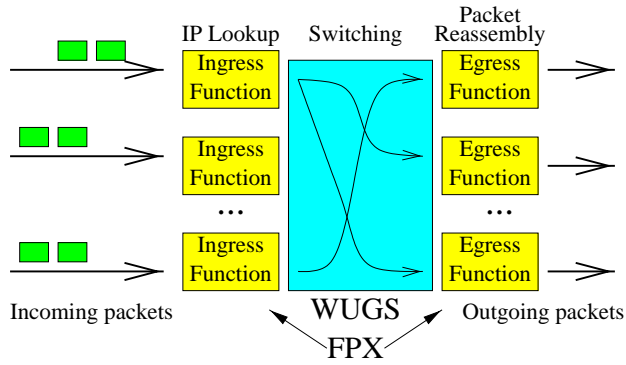 Packet
IP Lookup Switching Reassembly
Ingress
Function
Egress
Function
Ingress
Function
Egress
Function
... ...
Ingress
Function
Egress
Function
Incoming packets WUGS Outgoing packets
FPX